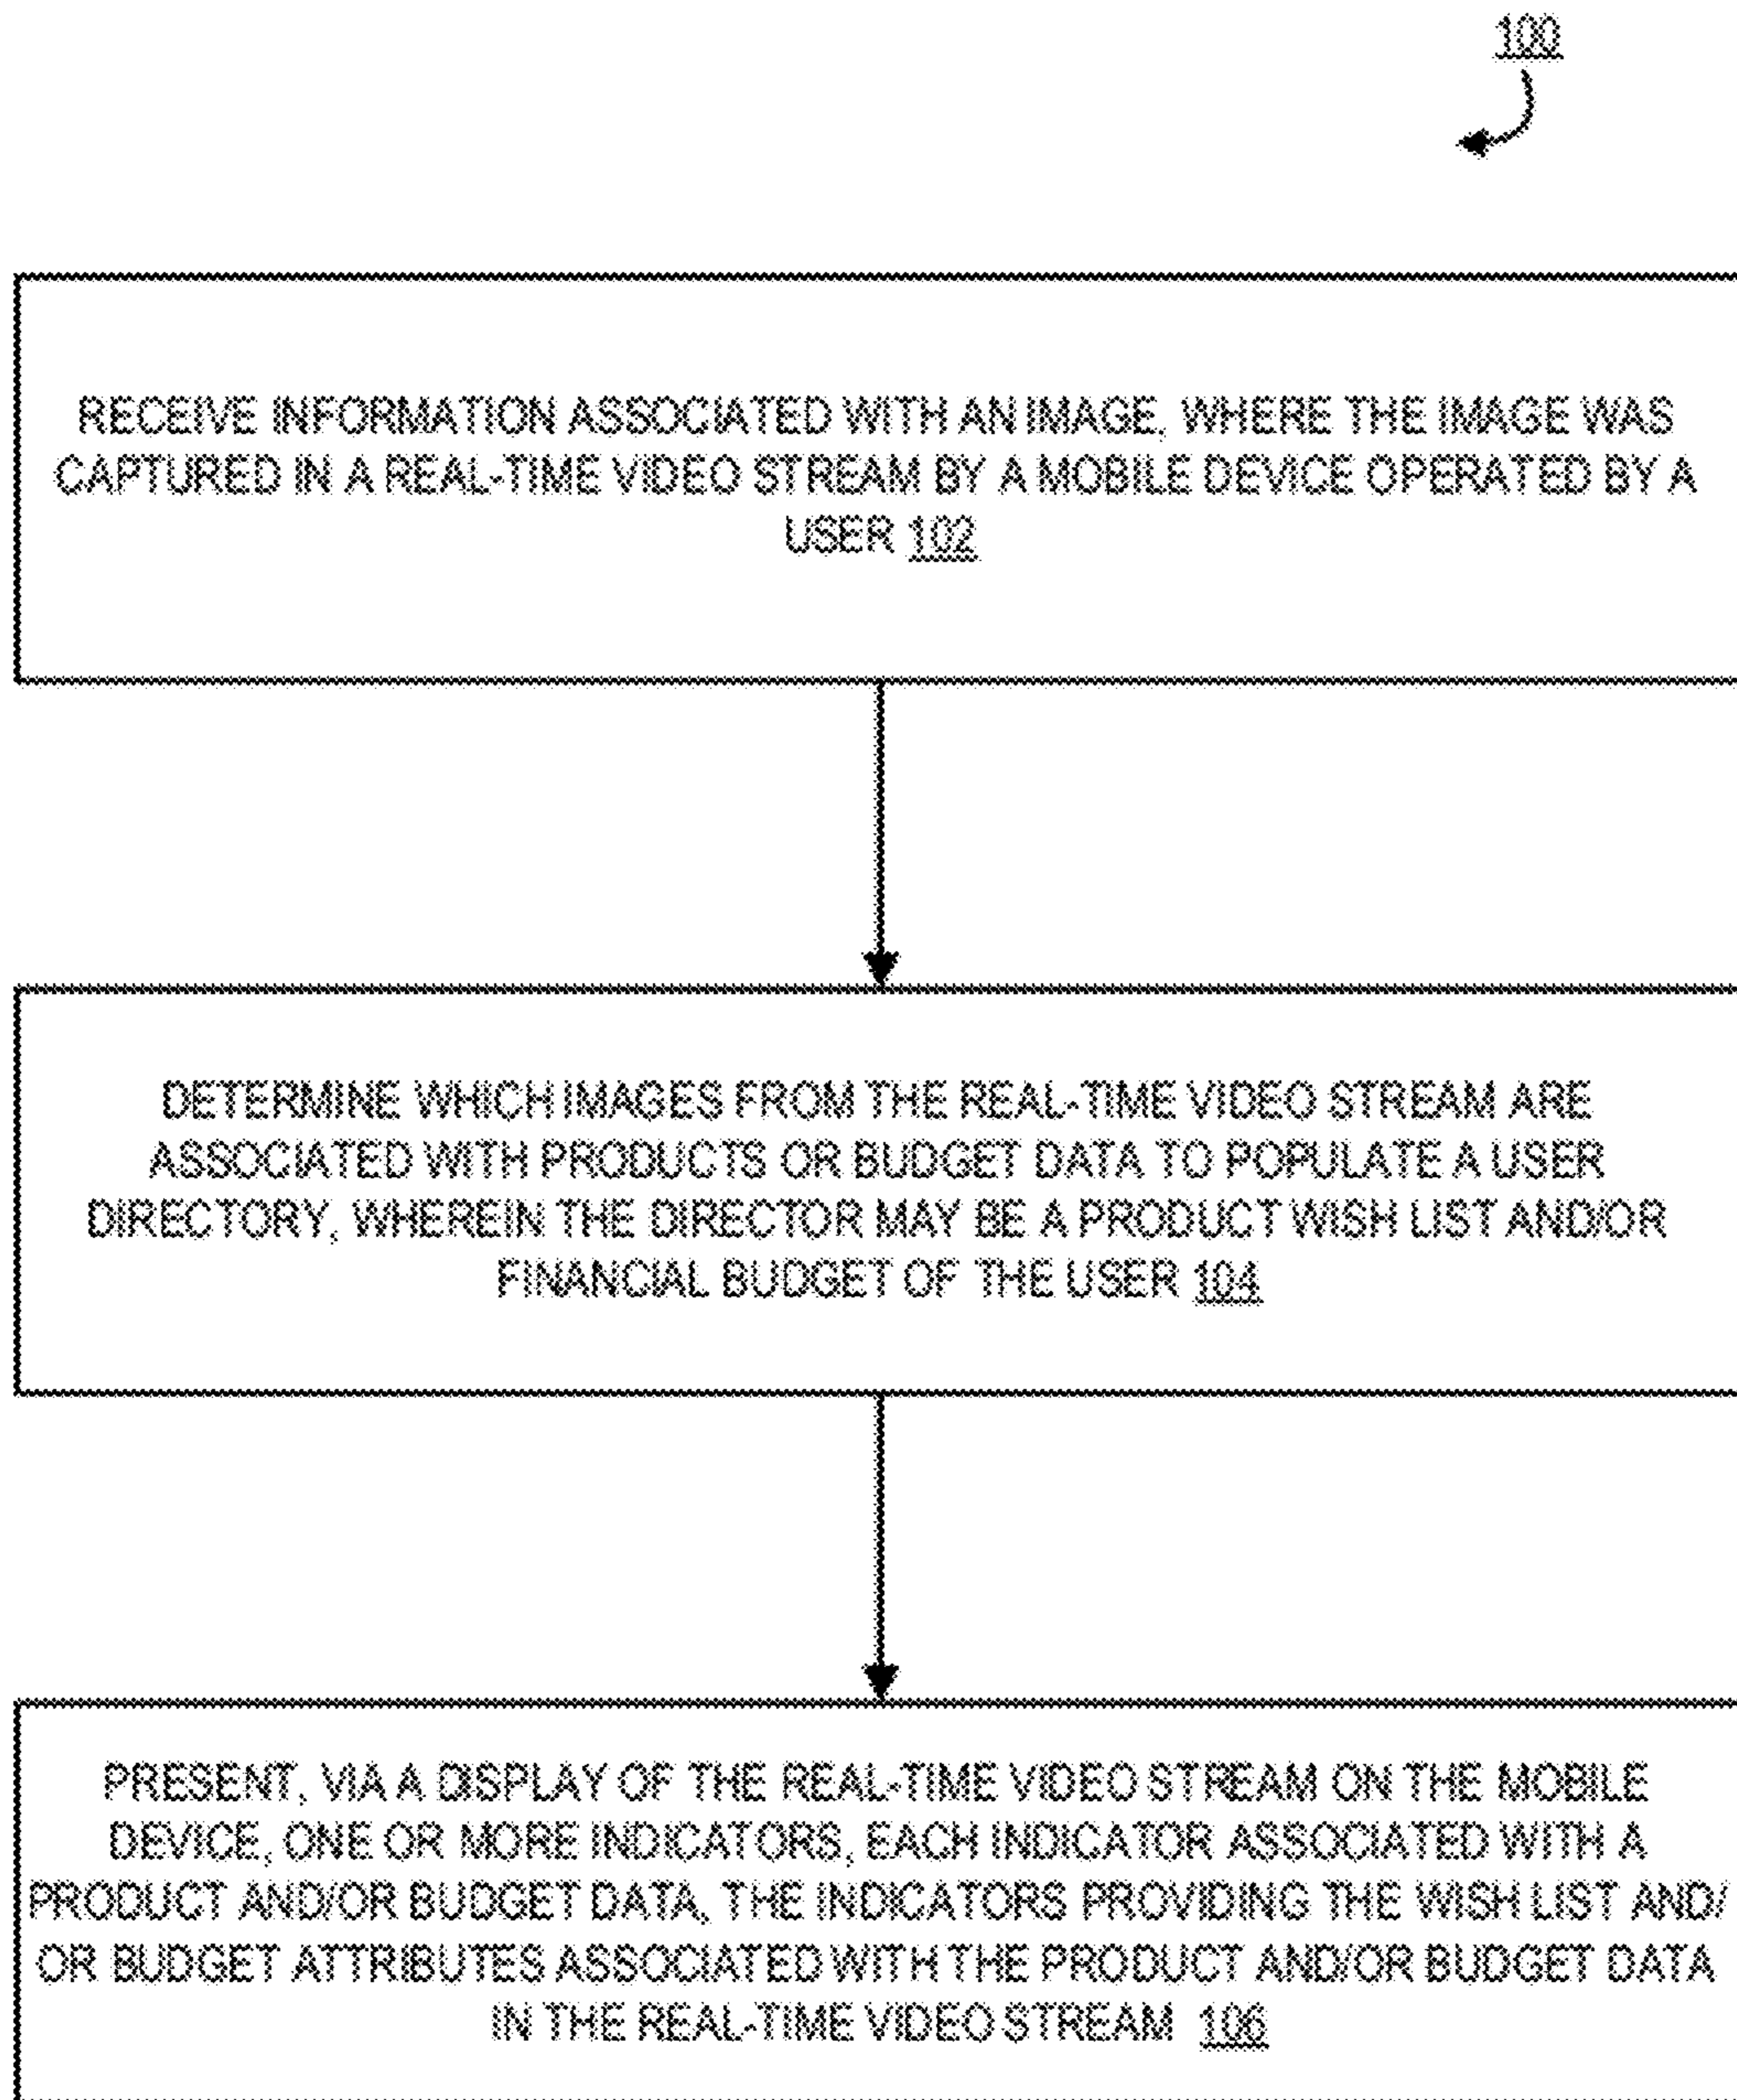 100
RECEIVE INFORMATION ASSOCIATED WITH AN IMAGE, WHERE THE IMAGE WAS
CAPTURED IN A REAL-TIME VIDEO STREAM BY A MOBILE DEVICE OPERATED BY A
USER 102
DETERMINE WHICH IMAGES FROM THE REAL-TIME VIDEO STREAM ARE
ASSOCIATED WITH PRODUCTS OR BUDGET DATA TO POPULATE A USER
DIRECTORY, WHEREIN THE DIRECTOR MAY BE A PRODUCT WISH LIST AND/OR
FINANCIAL BUDGET OF THE USER 104
PRESENT, VIA A DISPLAY OF THE REAL-TIME VIDEO STREAM ON THE MOBILE
DEVICE, ONE OR MORE INDICATORS, EACH INDICATOR ASSOCIATED WITH A
PRODUCT AND/OR BUDGET DATA, THE INDICATORS PROVIDING THE WISH LIST AND/
OR BUDGET ATTRIBUTES ASSOCIATED WITH THE PRODUCT AND/OR BUDGET DATA
IN THE REAL-TIME VIDEO STREAM 106